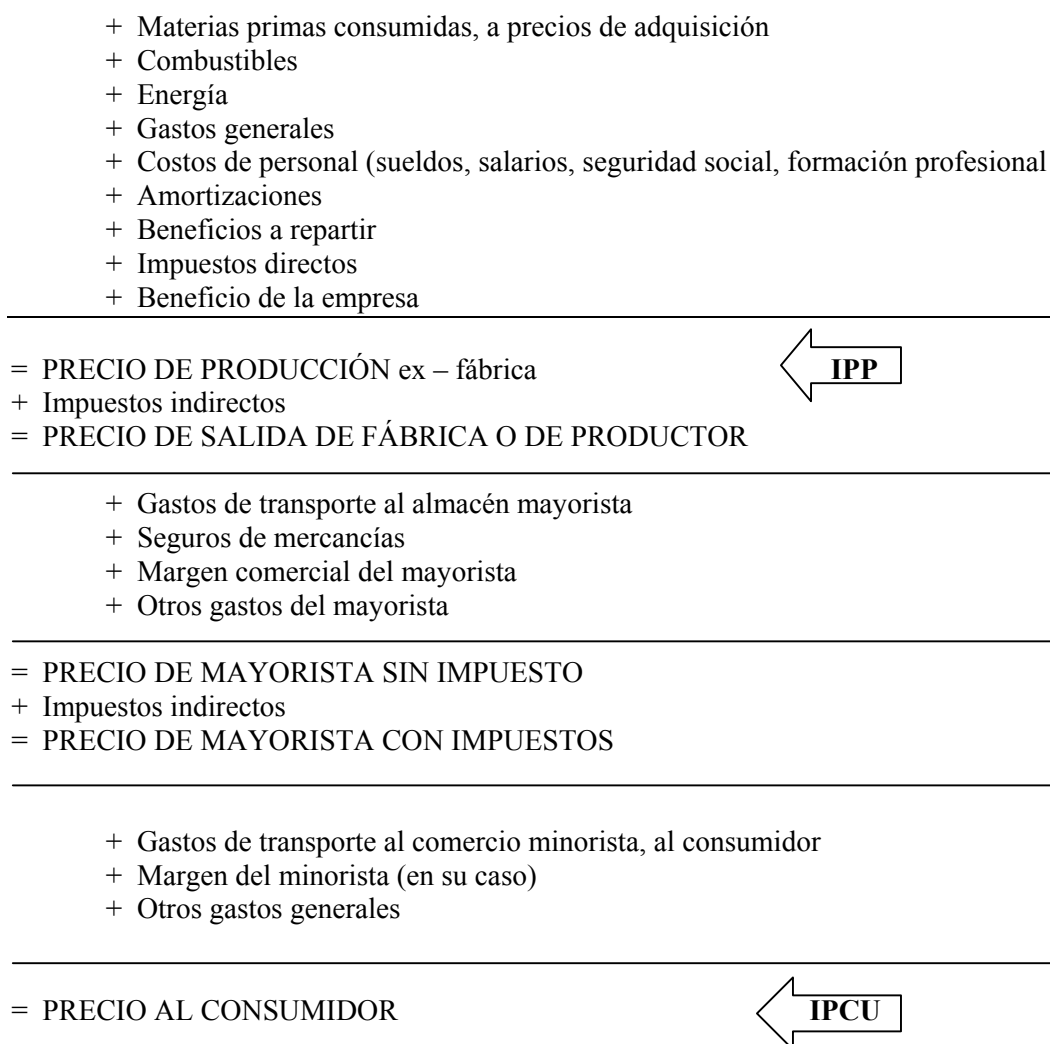 + Materias primas consumidas, a precios de adquisición
+ Combustibles
+ Energía
+ Gastos generales
+ Costos de personal (sueldos, salarios, seguridad social, formación profesional
+ Amortizaciones
+ Beneficios a repartir
+ Impuestos directos
+ Beneficio de la empresa
= PRECIO DE PRODUCCIÓN ex – fábrica IPP
+ Impuestos indirectos
= PRECIO DE SALIDA DE FÁBRICA O DE PRODUCTOR
+ Gastos de transporte al almacén mayorista
+ Seguros de mercancías
+ Margen comercial del mayorista
+ Otros gastos del mayorista
= PRECIO DE MAYORISTA SIN IMPUESTO
+ Impuestos indirectos
= PRECIO DE MAYORISTA CON IMPUESTOS
+ Gastos de transporte al comercio minorista, al consumidor
+ Margen del minorista (en su caso)
+ Otros gastos generales
= PRECIO AL CONSUMIDOR IPCU